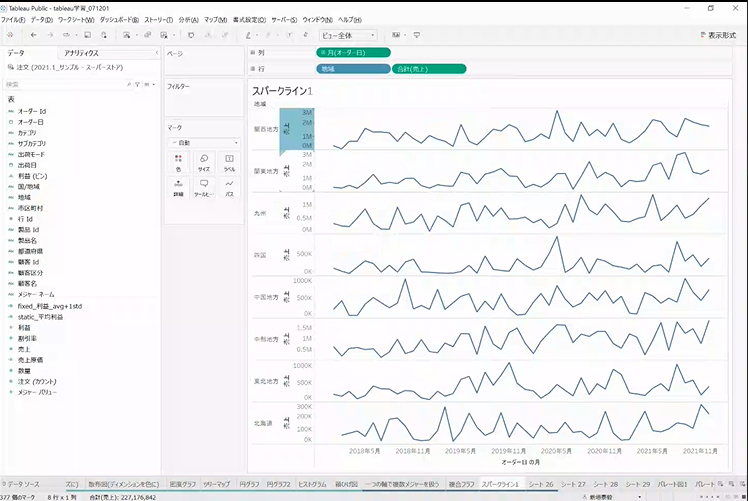 Tableau Public - tableau学習_071201
ファイル(F) データ(D) ワークシート(W) ダッシュボード(B) ストーリー(T) 分析(A) マップ(M) 書式設定(O) サーバー(S) ウィンドウ(N) ヘルプ(H)
ビュー全体
表示形式
データ
アナリティクス
注文 (2021.1_サンプル - スーパーストア)
検索
表
オーダー Id
オーダー日
カテゴリ
サブカテゴリ
出荷モード
出荷日
利益 (ビン)
国/地域
地域
市区町村
行 Id
製品 Id
製品名
都道府県
顧客 Id
顧客区分
顧客名
メジャー ネーム
fixed_利益_avg+1std
static_平均利益
利益
割引率
売上
売上原価
数量
注文 (カウント)
メジャー バリュー
ページ
フィルター
マーク
自動
色
サイズ
ラベル
詳細
ツールヒ
パス
列
月(オーダー日)
行
地域
合計(売上)
スパークライン1
地域
関西地方
売上
3M
2M
1M
0M
関東地方
売上
3M
2M
1M
0M
九州
売上
1M
0.5M
0M
四国
売上
500K
0K
中国地方
売上
1000K
500K
0K
中部地方
売上
1.5M
1M
0.5M
0M
東北地方
売上
1000K
500K
0K
北海道
売上
300K
200K
100K
0K
2018年5月
2018年11月
2019年5月
2019年11月
2020年5月
2020年11月
2021年5月
2021年11月
オーダー日 の月
データ ソース
ズに)
散布図(ディメンションを色に)
密度グラフ
ツリーマップ
円グラフ
円グラフ2
ヒストグラム
箱ひげ図
一つの軸で複数メジャーを扱う
複合グラフ
スパークライン1
シート 26
シート 27
シート 28
シート 29
パレート図1
パレート
377 個のマーク
8 行 x 1 列
合計(売上): 227,176,842